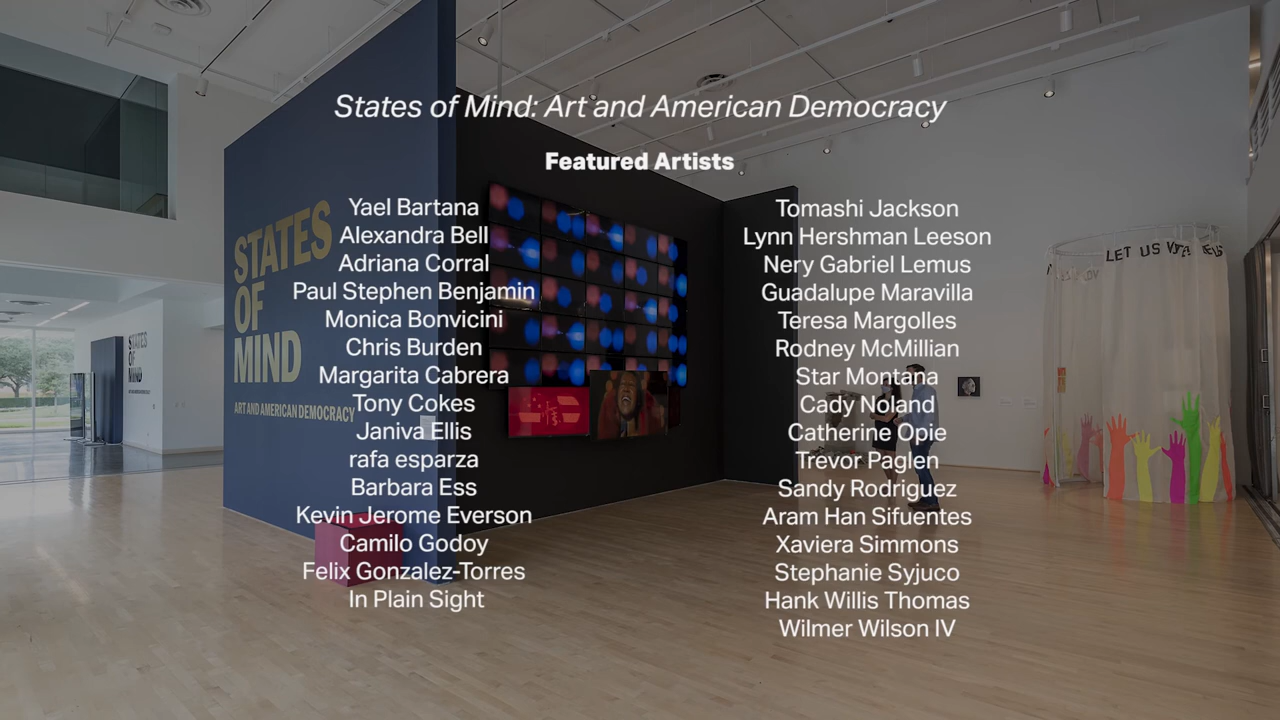 States of Mind: Art and American Democracy
Featured Artists
Yael Bartana
Alexandra Bell
Adriana Corral
Paul Stephen Benjamin
Monica Bonvicini
Chris Burden
Margarita Cabrera
Tony Cokes
Janiva Ellis
rafa esparza
Barbara Ess
Kevin Jerome Everson
Camilo Godoy
Felix Gonzalez-Torres
In Plain Sight
Tomashi Jackson
Lynn Hershman Leeson
Nery Gabriel Lemus
Guadalupe Maravilla
Teresa Margolles
Rodney McMillian
Star Montana
Cady Noland
Catherine Opie
Trevor Paglen
Sandy Rodriguez
Aram Han Sifuentes
Xaviera Simmons
Stephanie Syjuco
Hank Willis Thomas
Wilmer Wilson IV
STATES
OF
MIND
ART AND AMERICAN DEMOCRACY
STATES
OF
MIND
LET US